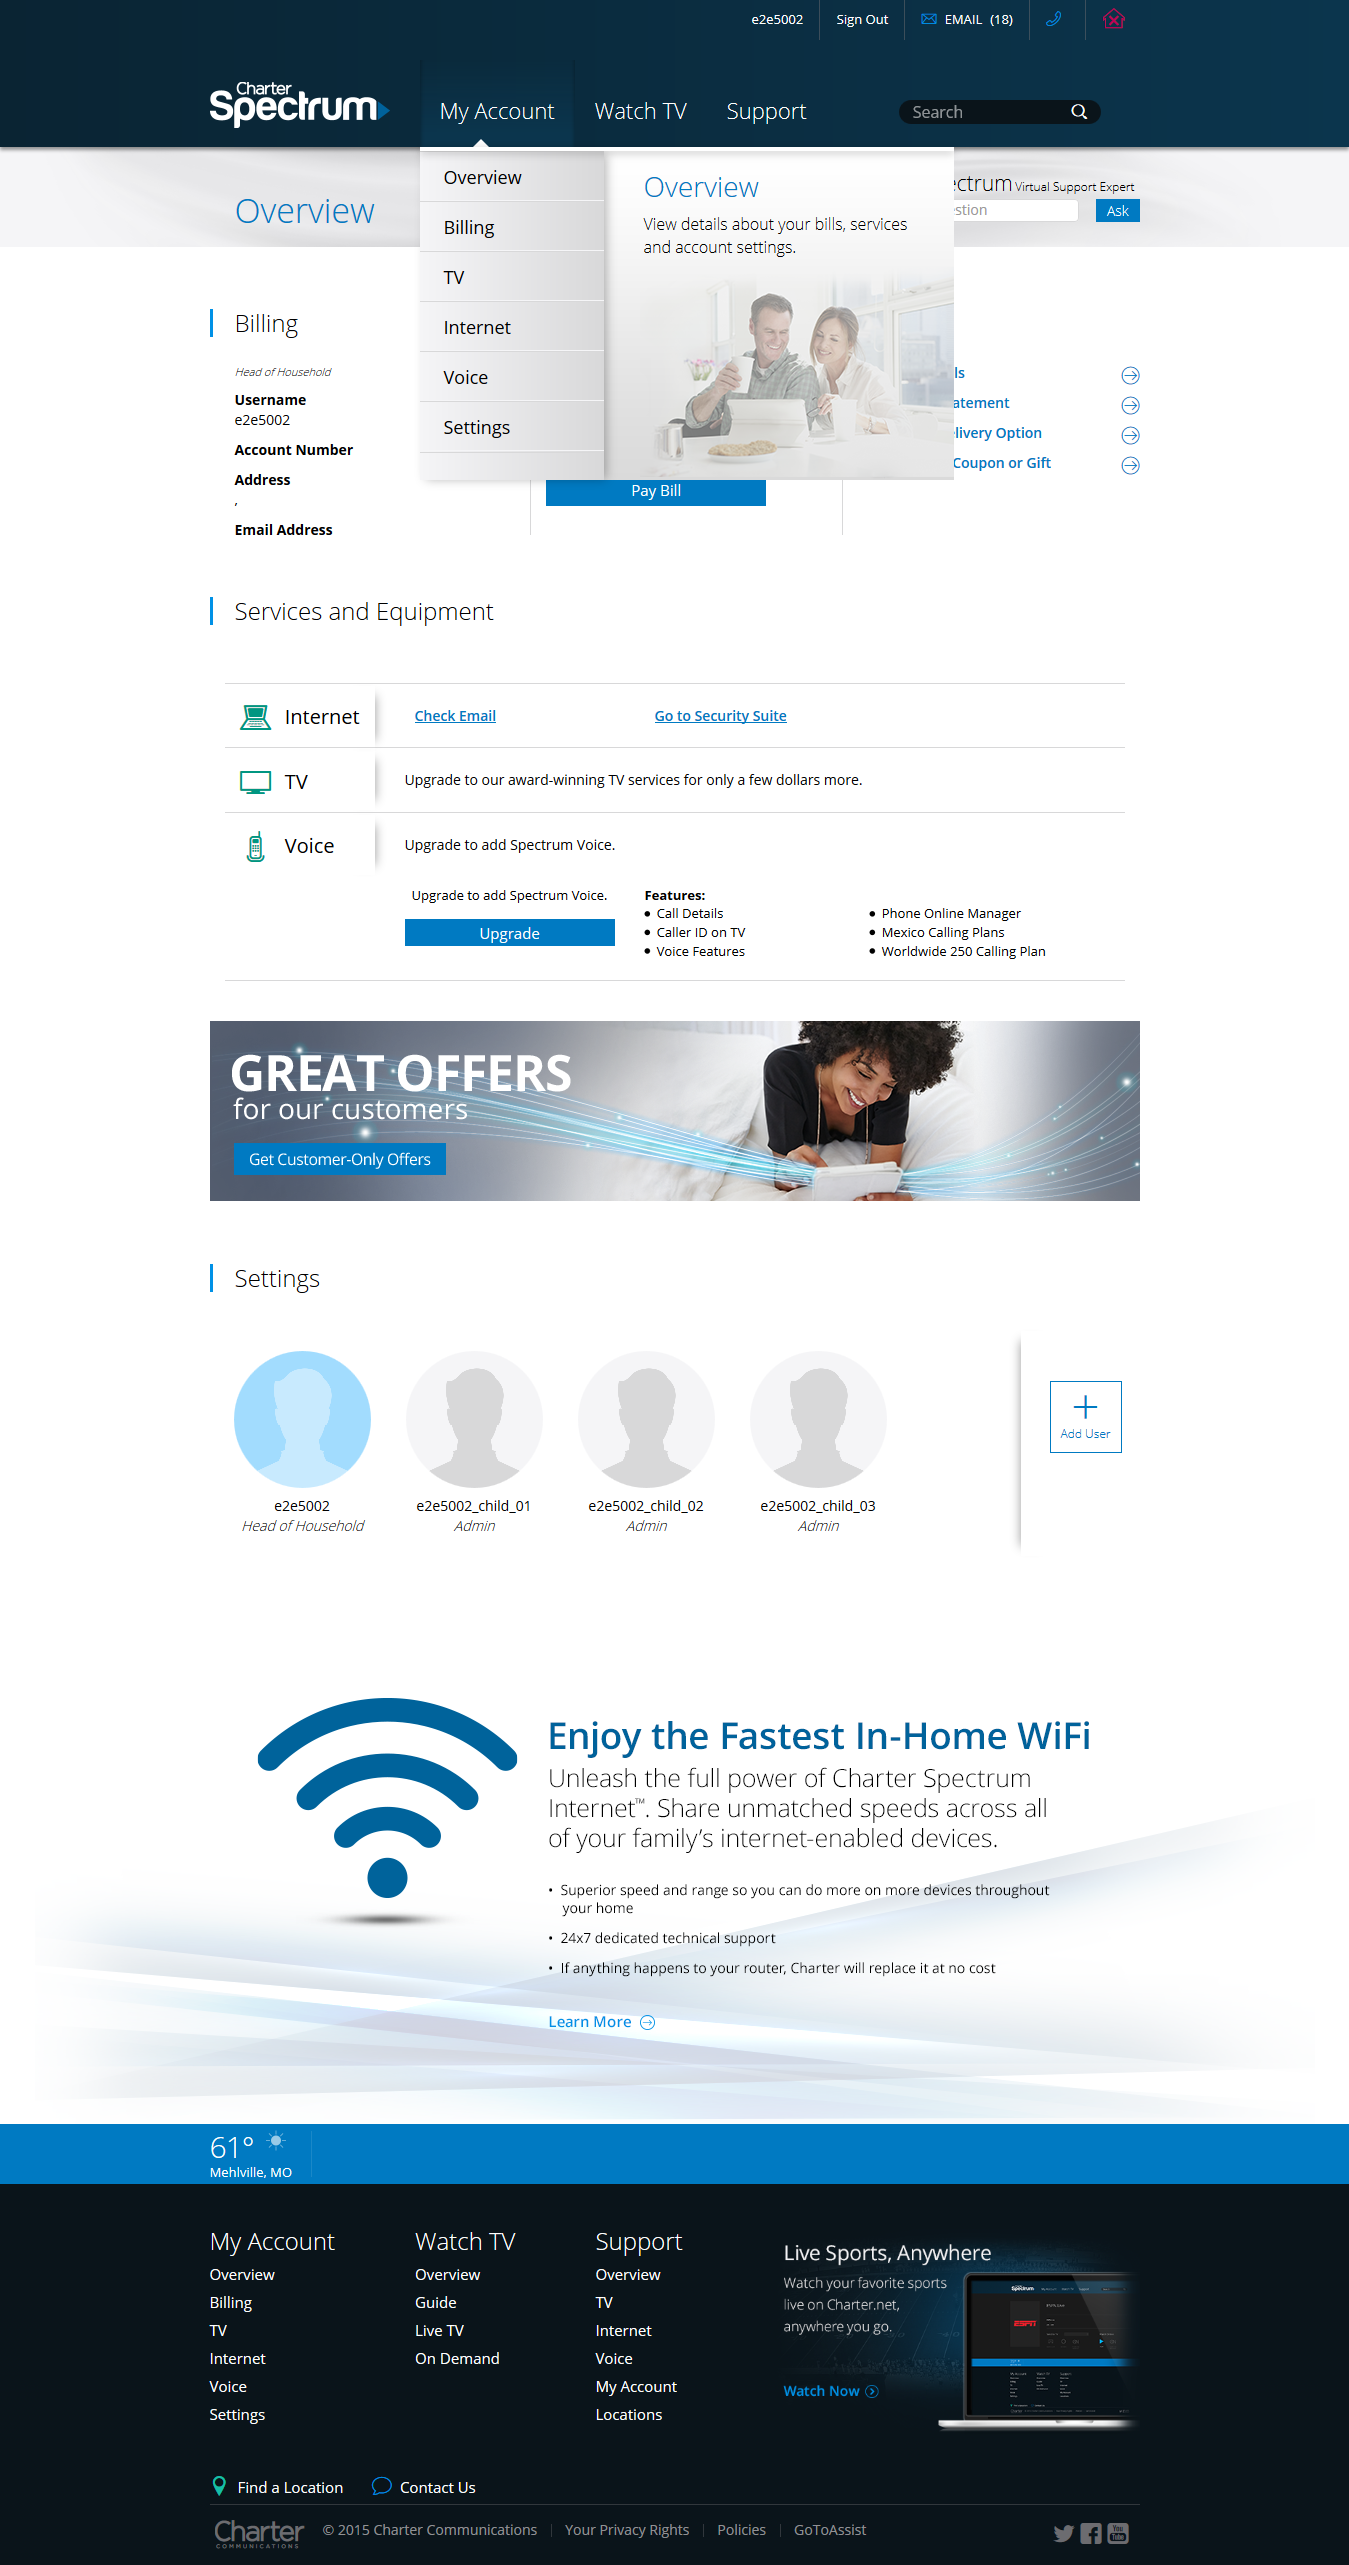 e2e5002
Sign Out
EMAIL (18)
Charter
Spectrum
My Account
Watch TV
Support
Search
Overview
Overview
Billing
TV
Internet
Voice
Settings
Overview
View details about your bills, services
and account settings.
ectrum Virtual Support Expert
stion
Ask
Billing
Head of Household
Username
e2e5002
Account Number
Address
,
Email Address
Pay Bill
ls
atement
livery Option
Coupon or Gift
Services and Equipment
Internet
Check Email
Go to Security Suite
TV
Upgrade to our award-winning TV services for only a few dollars more.
Voice
Upgrade to add Spectrum Voice.
Upgrade to add Spectrum Voice.
Upgrade
Features:
• Call Details
• Caller ID on TV
• Voice Features
• Phone Online Manager
• Mexico Calling Plans
• Worldwide 250 Calling Plan
GREAT OFFERS
for our customers
Get Customer-Only Offers
Settings
e2e5002
Head of Household
e2e5002_child_01
Admin
e2e5002_child_02
Admin
e2e5002_child_03
Admin
Add User
Enjoy the Fastest In-Home WiFi
Unleash the full power of Charter Spectrum
Internet™. Share unmatched speeds across all
of your family's internet-enabled devices.
• Superior speed and range so you can do more on more devices throughout
your home
• 24x7 dedicated technical support
• If anything happens to your router, Charter will replace it at no cost
Learn More
61°
Mehlville, MO
My Account
Overview
Billing
TV
Internet
Voice
Settings
Watch TV
Overview
Guide
Live TV
On Demand
Support
Overview
TV
Internet
Voice
My Account
Locations
Live Sports, Anywhere
Watch your favorite sports
live on Charter.net,
anywhere you go.
Watch Now
Spectrum
ESPN
Find a Location
Contact Us
Charter
COMMUNICATIONS
© 2015 Charter Communications
Your Privacy Rights
Policies
GoToAssist
You
Tube